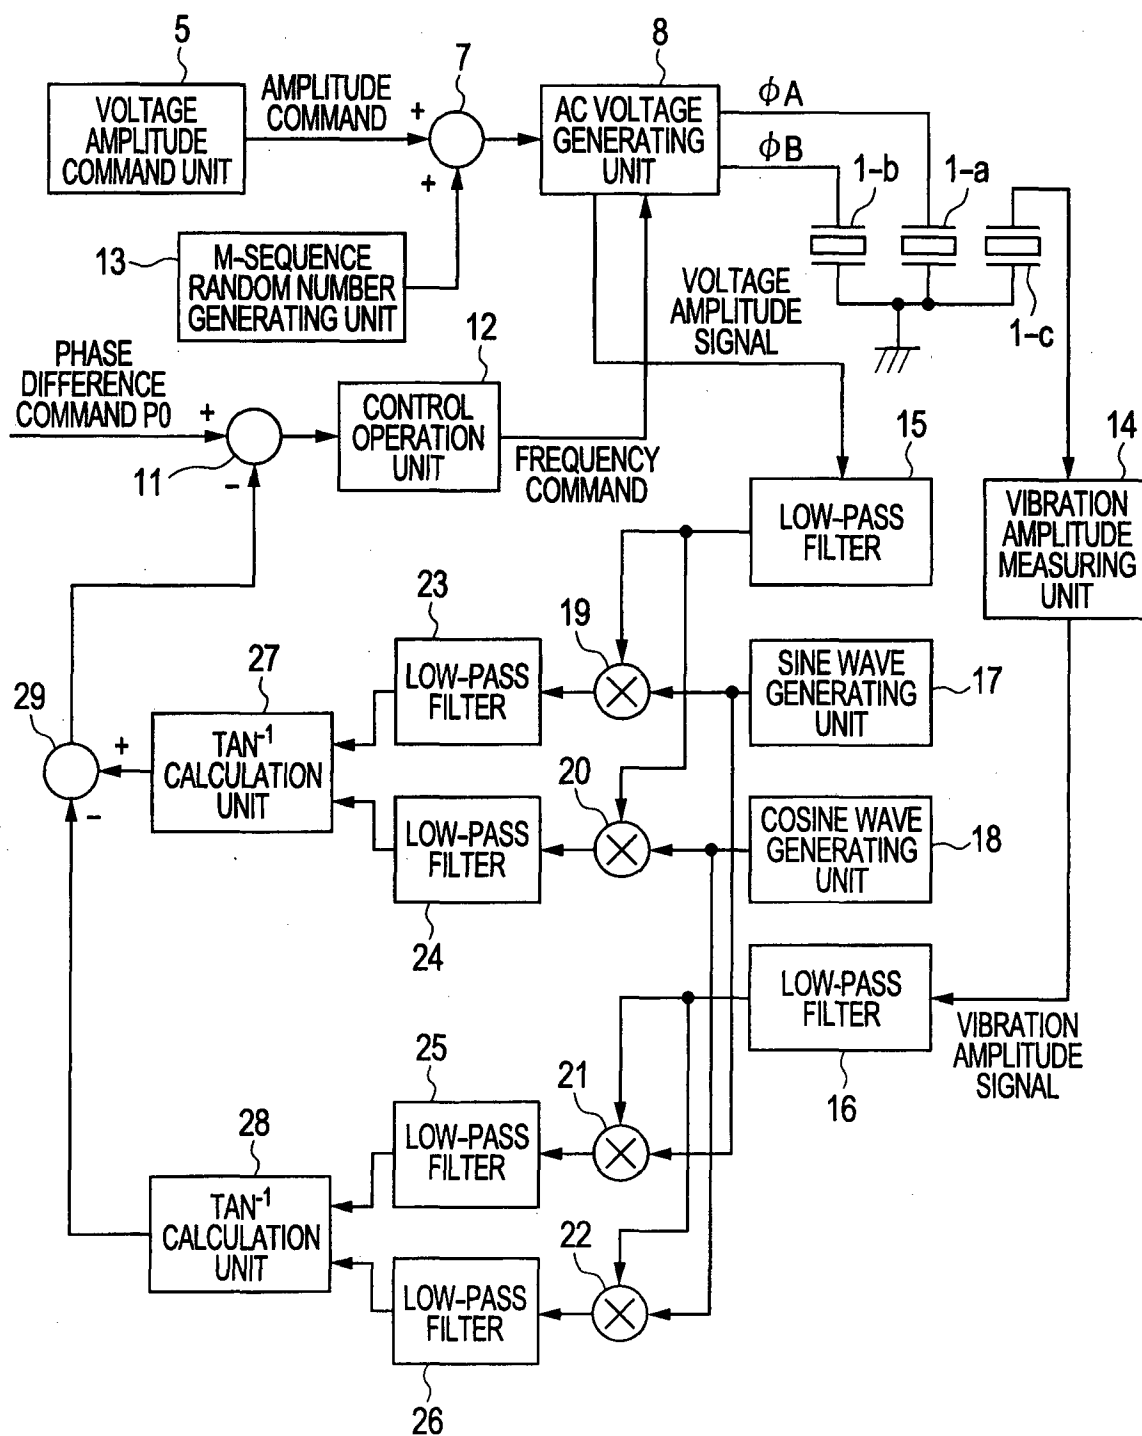 5
VOLTAGE
AMPLITUDE
COMMAND UNIT
AMPLITUDE
COMMAND
+
+
7
8
AC VOLTAGE
GENERATING
UNIT
ϕA
ϕB
1-b
1-a
1-c
13
M-SEQUENCE
RANDOM NUMBER
GENERATING UNIT
VOLTAGE
AMPLITUDE
SIGNAL
PHASE
DIFFERENCE
COMMAND P0
+
-
11
12
CONTROL
OPERATION
UNIT
FREQUENCY
COMMAND
15
LOW-PASS
FILTER
14
VIBRATION
AMPLITUDE
MEASURING
UNIT
23
LOW-PASS
FILTER
19
SINE WAVE
GENERATING
UNIT
17
27
TAN-1
CALCULATION
UNIT
29
+
-
20
COSINE WAVE
GENERATING
UNIT
18
LOW-PASS
FILTER
24
LOW-PASS
FILTER
16
VIBRATION
AMPLITUDE
SIGNAL
25
LOW-PASS
FILTER
21
28
TAN-1
CALCULATION
UNIT
22
LOW-PASS
FILTER
26